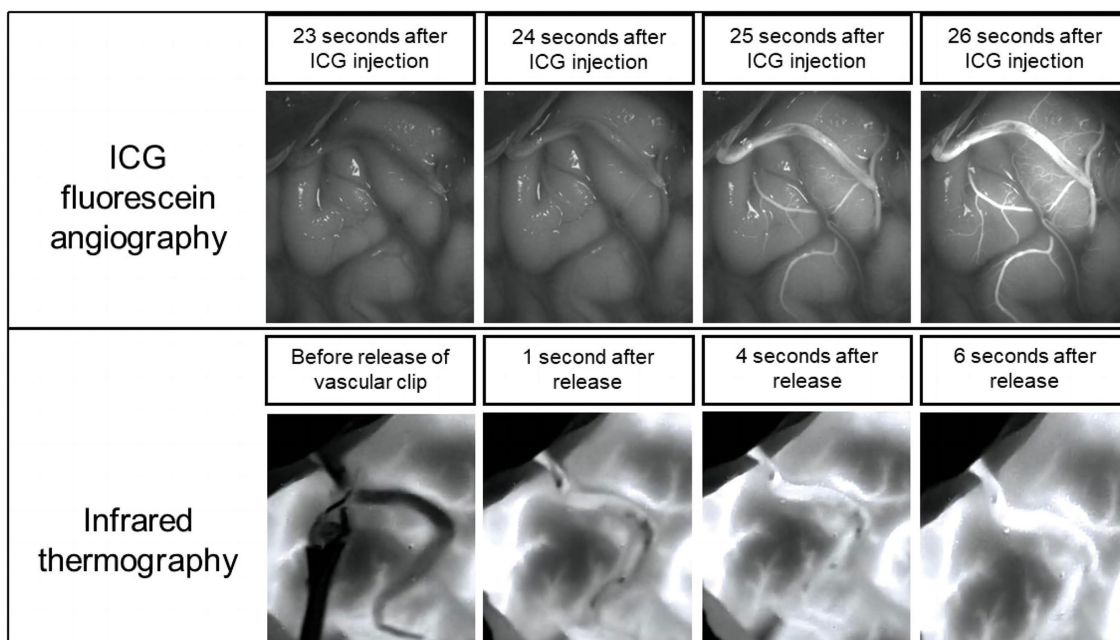 23 seconds after
ICG injection
24 seconds after
ICG injection
25 seconds after
ICG injection
26 seconds after
ICG injection
ICG
fluorescein
angiography
Before release of
vascular clip
1 second after
release
4 seconds after
release
6 seconds after
release
Infrared
thermography